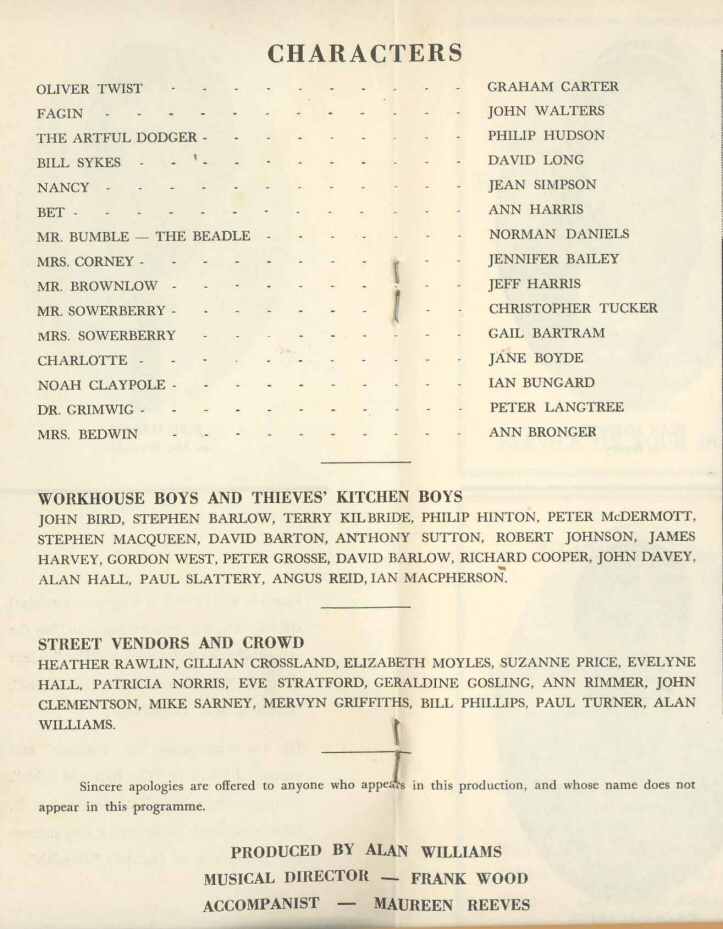 CHARACTERS
OLIVER TWIST - - - - - - - - - - GRAHAM CARTER
FAGIN - - - - - - - - - - - - JOHN WALTERS
THE ARTFUL DODGER - - - - - - - - - PHILIP HUDSON
BILL SYKES - - - - - - - - - - - DAVID LONG
NANCY - - - - - - - - - - - - JEAN SIMPSON
BET - - - - - - - - - - - - - ANN HARRIS
MR. BUMBLE — THE BEADLE - - - - - - - NORMAN DANIELS
MRS. CORNEY - - - - - - - - - - - JENNIFER BAILEY
MR. BROWNLOW - - - - - - - - - - JEFF HARRIS
MR. SOWERBERRY - - - - - - - - - - CHRISTOPHER TUCKER
MRS. SOWERBERRY - - - - - - - - - GAIL BARTRAM
CHARLOTTE - - - - - - - - - - - JANE BOYDE
NOAH CLAYPOLE - - - - - - - - - - IAN BUNGARD
DR. GRIMWIG - - - - - - - - - - - PETER LANGTREE
MRS. BEDWIN - - - - - - - - - - ANN BRONGER
WORKHOUSE BOYS AND THIEVES' KITCHEN BOYS
JOHN BIRD, STEPHEN BARLOW, TERRY KILBRIDE, PHILIP HINTON, PETER McDERMOTT,
STEPHEN MACQUEEN, DAVID BARTON, ANTHONY SUTTON, ROBERT JOHNSON, JAMES
HARVEY, GORDON WEST, PETER GROSSE, DAVID BARLOW, RICHARD COOPER, JOHN DAVEY,
ALAN HALL, PAUL SLATTERY, ANGUS REID, IAN MACPHERSON.
STREET VENDORS AND CROWD
HEATHER RAWLIN, GILLIAN CROSSLAND, ELIZABETH MOYLES, SUZANNE PRICE, EVELYNE
HALL, PATRICIA NORRIS, EVE STRATFORD, GERALDINE GOSLING, ANN RIMMER, JOHN
CLEMENTSON, MIKE SARNEY, MERVYN GRIFFITHS, BILL PHILLIPS, PAUL TURNER, ALAN
WILLIAMS.
Sincere apologies are offered to anyone who appears in this production, and whose name does not
appear in this programme.
PRODUCED BY ALAN WILLIAMS
MUSICAL DIRECTOR — FRANK WOOD
ACCOMPANIST — MAUREEN REEVES